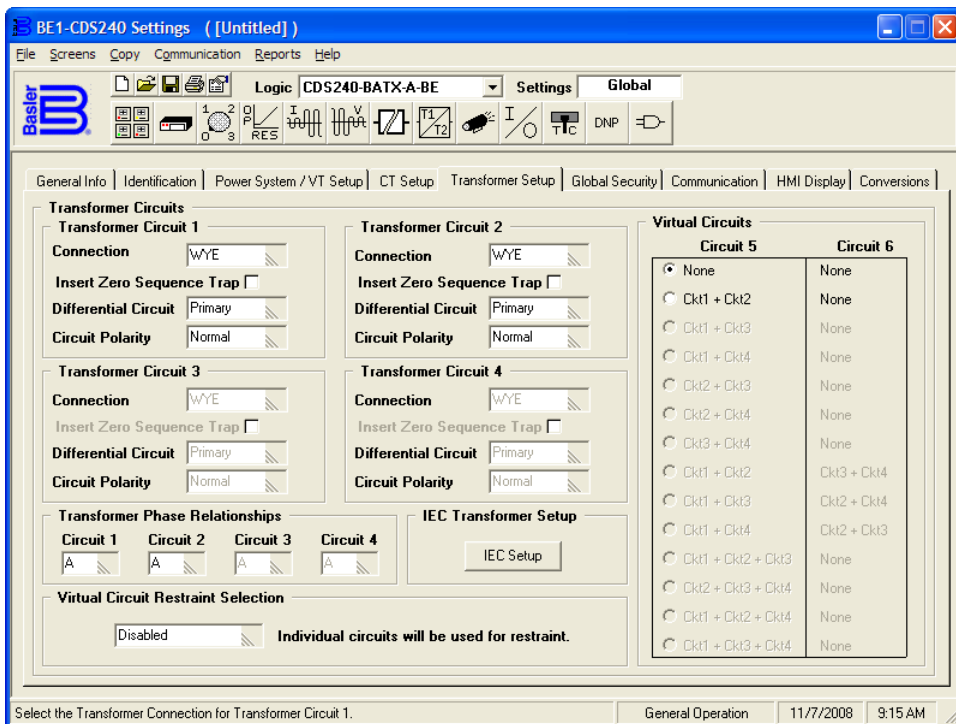 BE1-CDS240 Settings ( [Untitled] )
File Screens Copy Communication Reports Help
Basler
Logic CDS240-BATX-A-BE Settings Global
0 1 2 3
O P L RES
I
V
T1 T2
I O
T T C
DNP
General Info Identification Power System / VT Setup CT Setup Transformer Setup Global Security Communication HMI Display Conversions
Transformer Circuits
Transformer Circuit 1
Connection WYE
Insert Zero Sequence Trap
Differential Circuit Primary
Circuit Polarity Normal
Transformer Circuit 2
Connection WYE
Insert Zero Sequence Trap
Differential Circuit Primary
Circuit Polarity Normal
Transformer Circuit 3
Connection WYE
Insert Zero Sequence Trap
Differential Circuit Primary
Circuit Polarity Normal
Transformer Circuit 4
Connection WYE
Insert Zero Sequence Trap
Differential Circuit Primary
Circuit Polarity Normal
Transformer Phase Relationships
Circuit 1 Circuit 2 Circuit 3 Circuit 4
A A A A
IEC Transformer Setup
IEC Setup
Virtual Circuit Restraint Selection
Disabled Individual circuits will be used for restraint.
Virtual Circuits
Circuit 5 Circuit 6
None None
Ckt1 + Ckt2 None
Ckt1 + Ckt3 None
Ckt1 + Ckt4 None
Ckt2 + Ckt3 None
Ckt2 + Ckt4 None
Ckt3 + Ckt4 None
Ckt1 + Ckt2 Ckt3 + Ckt4
Ckt1 + Ckt3 Ckt2 + Ckt4
Ckt1 + Ckt4 Ckt2 + Ckt3
Ckt1 + Ckt2 + Ckt3 None
Ckt2 + Ckt3 + Ckt4 None
Ckt1 + Ckt2 + Ckt4 None
Ckt1 + Ckt3 + Ckt4 None
Select the Transformer Connection for Transformer Circuit 1. General Operation 11/7/2008 9:15 AM